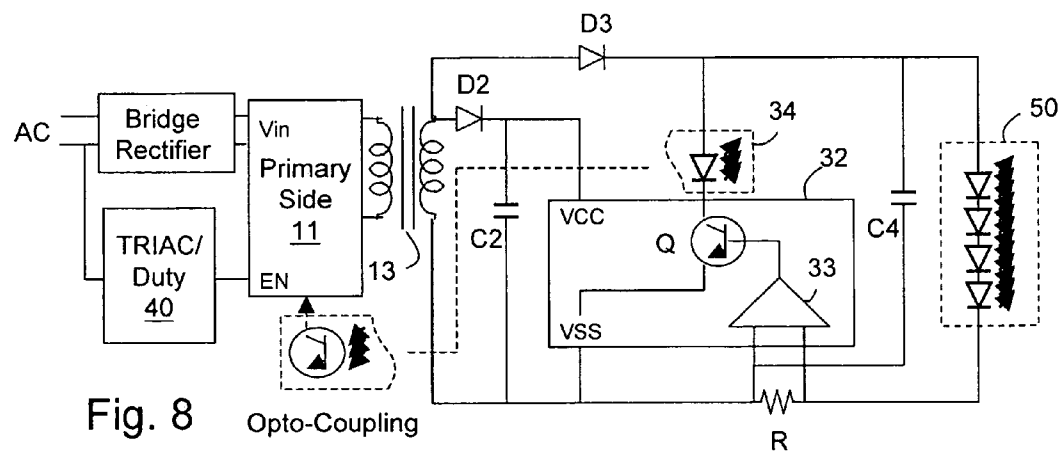 D3
D2
50
AC
Bridge
Rectifier
Vin
Primary
Side
11
34
32
VCC
C2
Q
C4
TRIAC/
Duty
40
EN
13
33
VSS
Fig. 8
Opto-Coupling
R